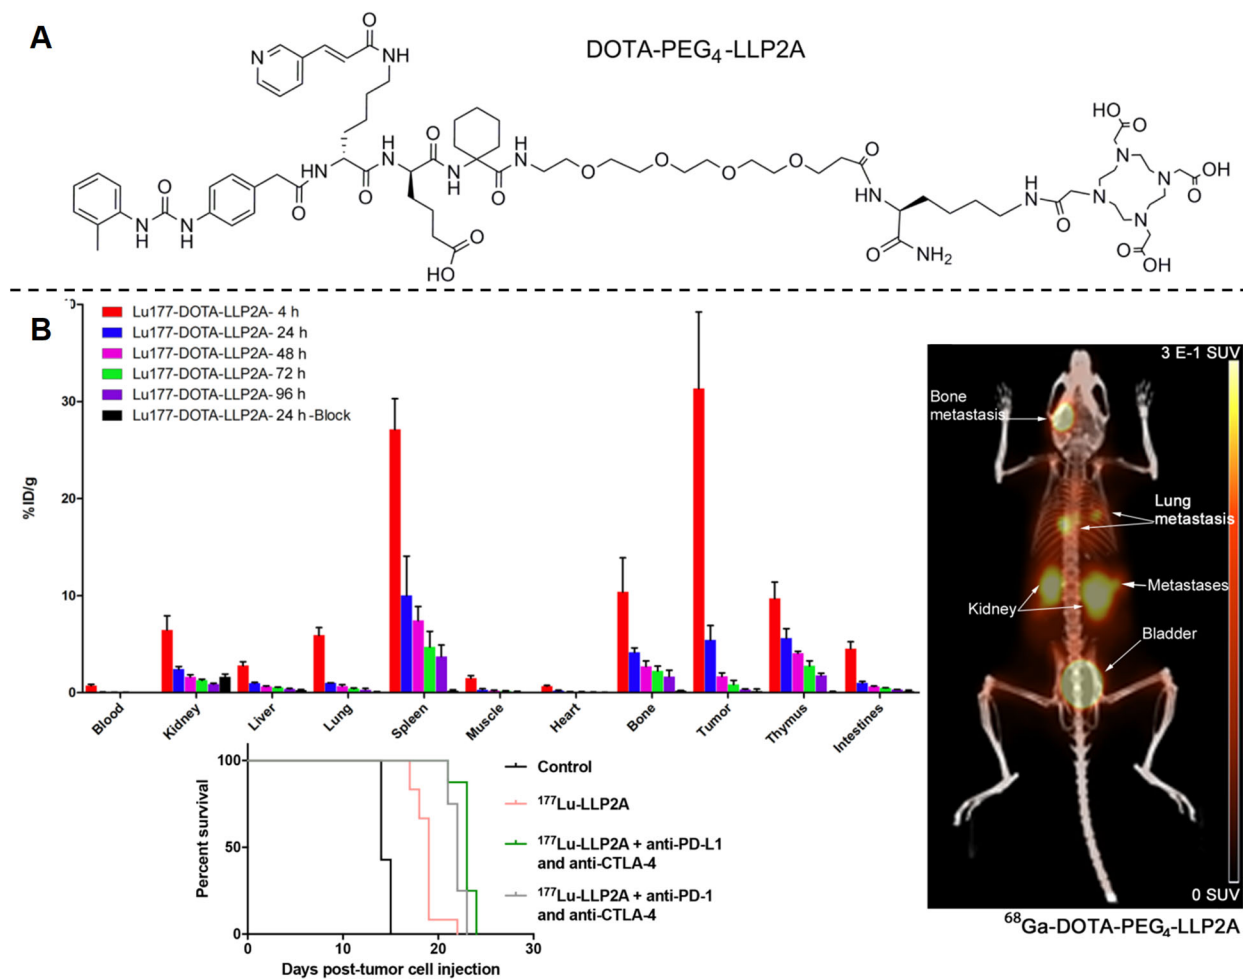 A
DOTA-PEG₄-LLP2A
N
O
NH
O
N
H
N
H
O
H
N
O
H
N
O
HO
O
N
H
O
H
N
O
O
O
O
O
HN
O
NH₂
H
N
O
N
N
N
N
HO
O
O
OH
O
OH
B
%ID/g
30
20
10
0
Lu177-DOTA-LLP2A- 4 h
Lu177-DOTA-LLP2A- 24 h
Lu177-DOTA-LLP2A- 48 h
Lu177-DOTA-LLP2A- 72 h
Lu177-DOTA-LLP2A- 96 h
Lu177-DOTA-LLP2A- 24 h -Block
Blood
Kidney
Liver
Lung
Spleen
Muscle
Heart
Bone
Tumor
Thymus
Intestines
3 E-1 SUV
Bone
metastasis
Lung
metastasis
Metastases
Kidney
Bladder
0 SUV
⁶⁸Ga-DOTA-PEG₄-LLP2A
Percent survival
100
50
0
0
10
20
30
Days post-tumor cell injection
Control
¹⁷⁷Lu-LLP2A
¹⁷⁷Lu-LLP2A + anti-PD-L1
and anti-CTLA-4
¹⁷⁷Lu-LLP2A + anti-PD-1
and anti-CTLA-4